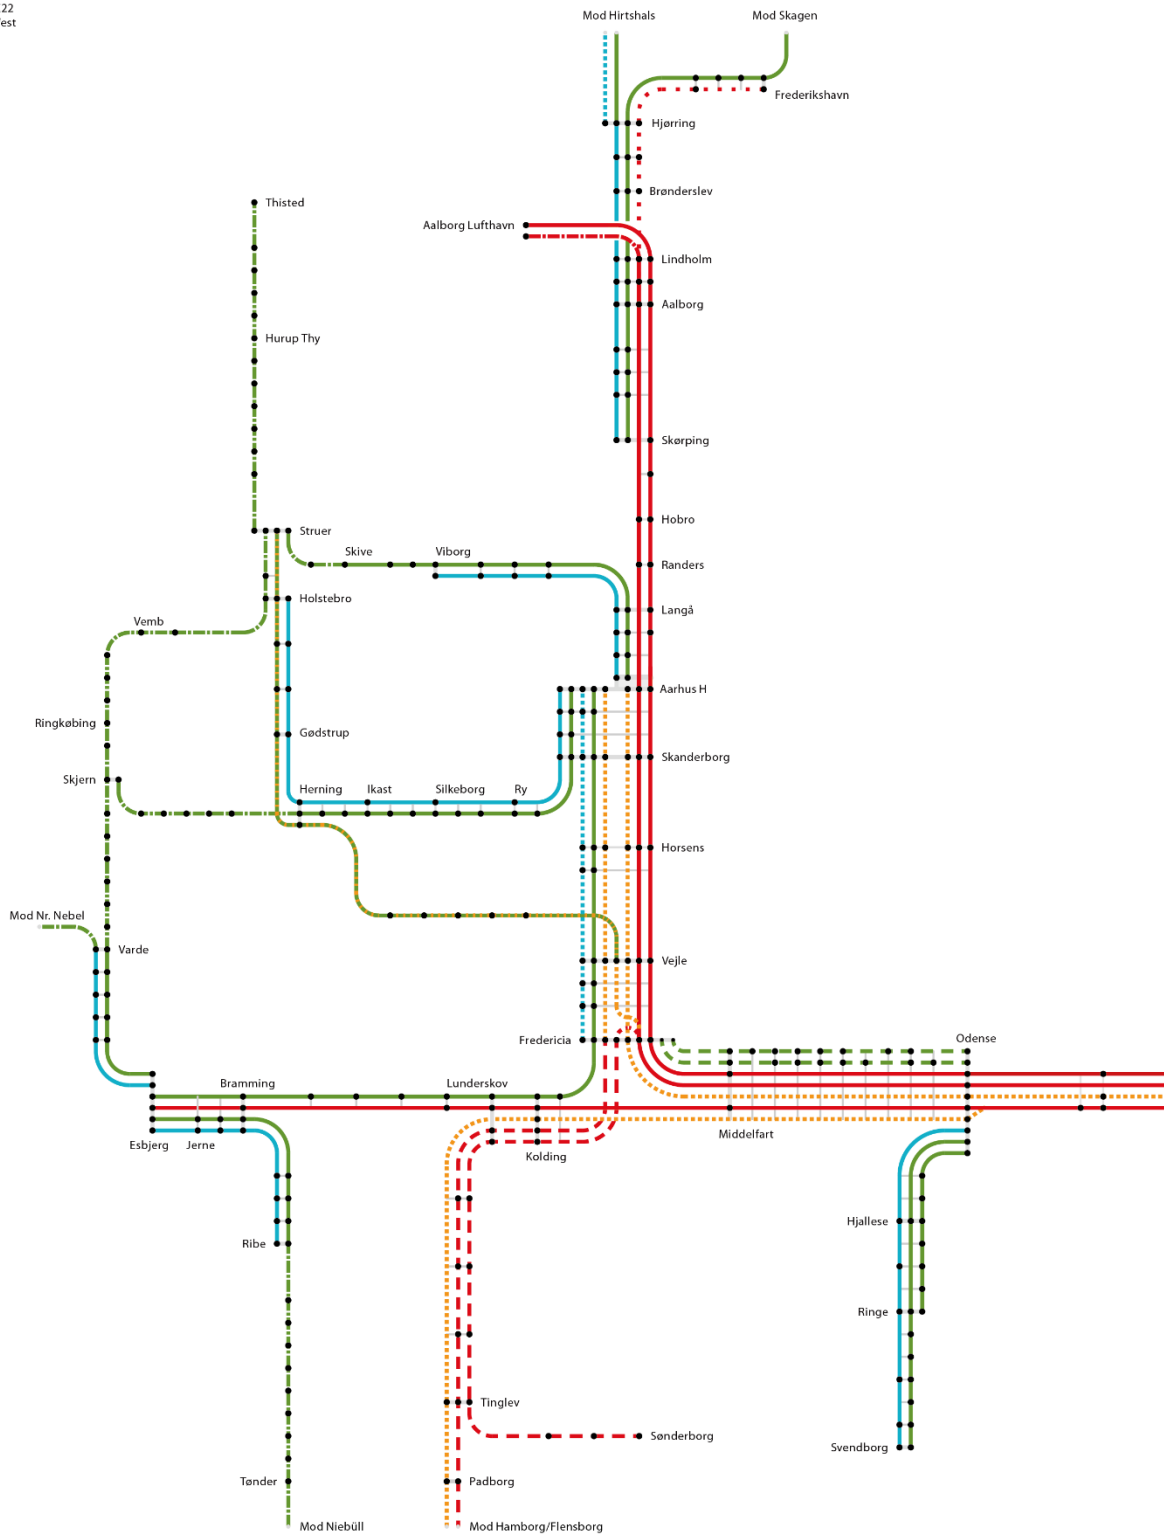 22
Mod Hirtshals
Mod Skagen
Frederikshavn
Hjørring
Brønderslev
Thisted
Aalborg Lufthavn
Lindholm
Aalborg
Hurup Thy
Skørping
Hobro
Struer
Skive
Viborg
Randers
Holstebro
Langå
Vemb
Aarhus H
Ringkøbing
Gødstrup
Skanderborg
Skjern
Herning
Ikast
Silkeborg
Ry
Horsens
Mod Nr. Nebel
Varde
Vejle
Fredericia
Odense
Bramming
Lunderskov
Esbjerg
Jerne
Middelfart
Kolding
Hjallese
Ribe
Ringe
Tinglev
Sønderborg
Svendborg
Tønder
Padborg
Mod Niebüll
Mod Hamborg/Flensborg